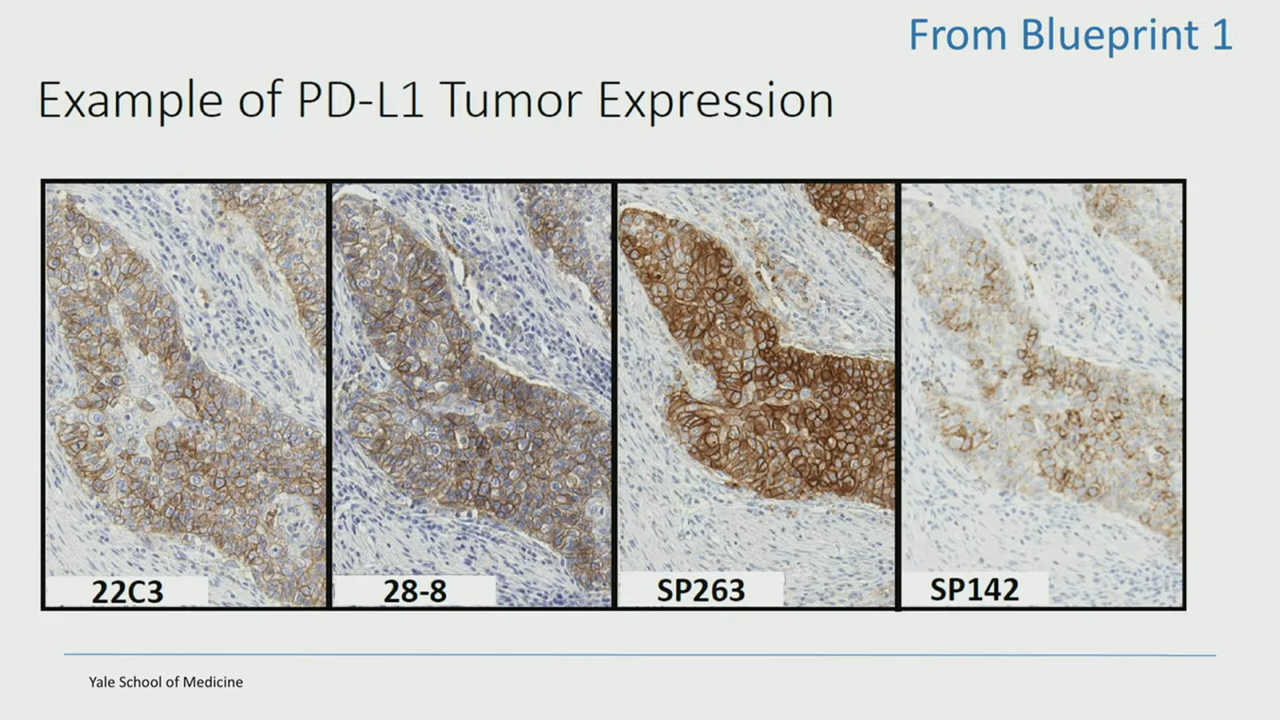 From Blueprint 1
Example of PD-L1 Tumor Expression
22C3
28-8
SP263
SP142
Yale School of Medicine